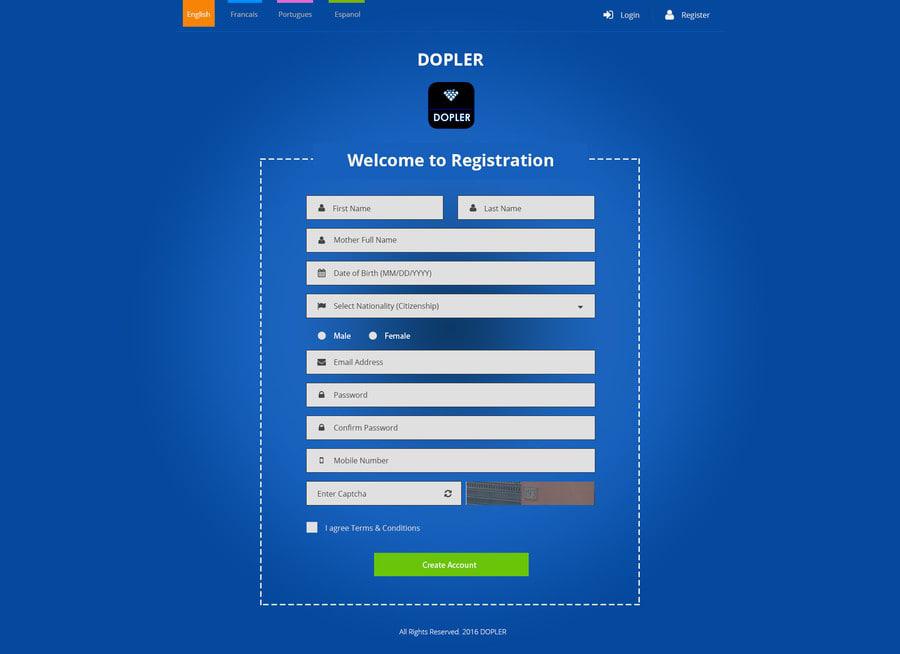 English Francais Portugues Espanol Login Register
DOPLER
DOPLER
Welcome to Registration
First Name Last Name
Mother Full Name
Date of Birth (MM/DD/YYYY)
Select Nationality (Citizenship)
Male Female
Email Address
Password
Confirm Password
Mobile Number
Enter Captcha
I agree Terms & Conditions
Create Account
All Rights Reserved. 2016 DOPLER